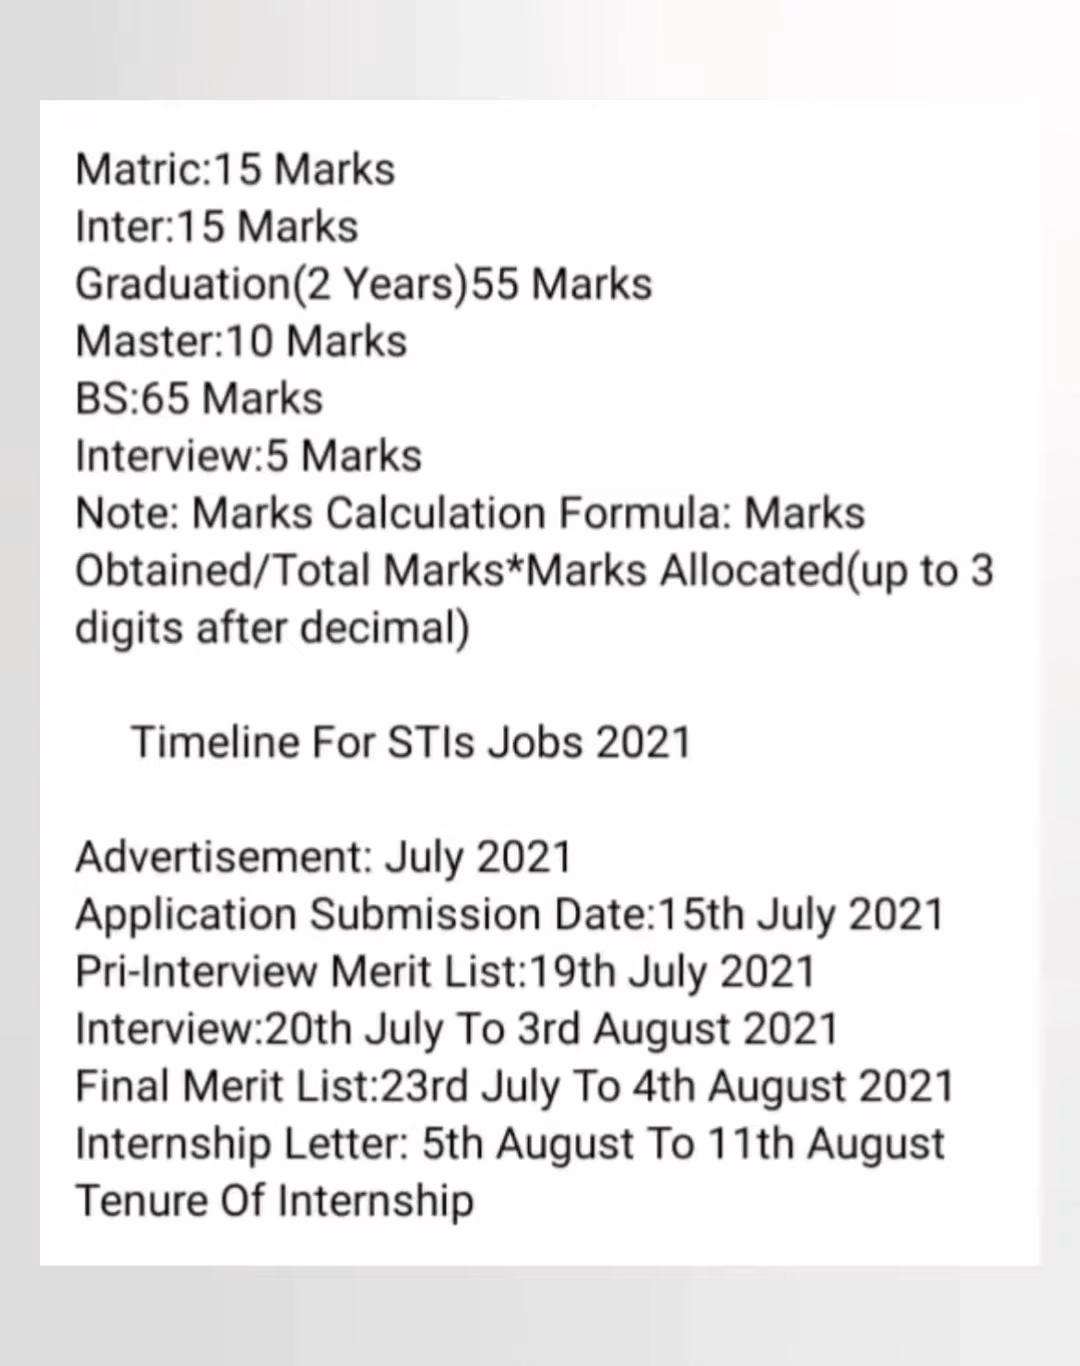 Matric:15 Marks
Inter:15 Marks
Graduation(2 Years)55 Marks
Master:10 Marks
BS:65 Marks
Interview:5 Marks
Note: Marks Calculation Formula: Marks
Obtained/Total Marks*Marks Allocated(up to 3
digits after decimal)
Timeline For STIs Jobs 2021
Advertisement: July 2021
Application Submission Date:15th July 2021
Pri-Interview Merit List:19th July 2021
Interview:20th July To 3rd August 2021
Final Merit List:23rd July To 4th August 2021
Internship Letter: 5th August To 11th August
Tenure Of Internship